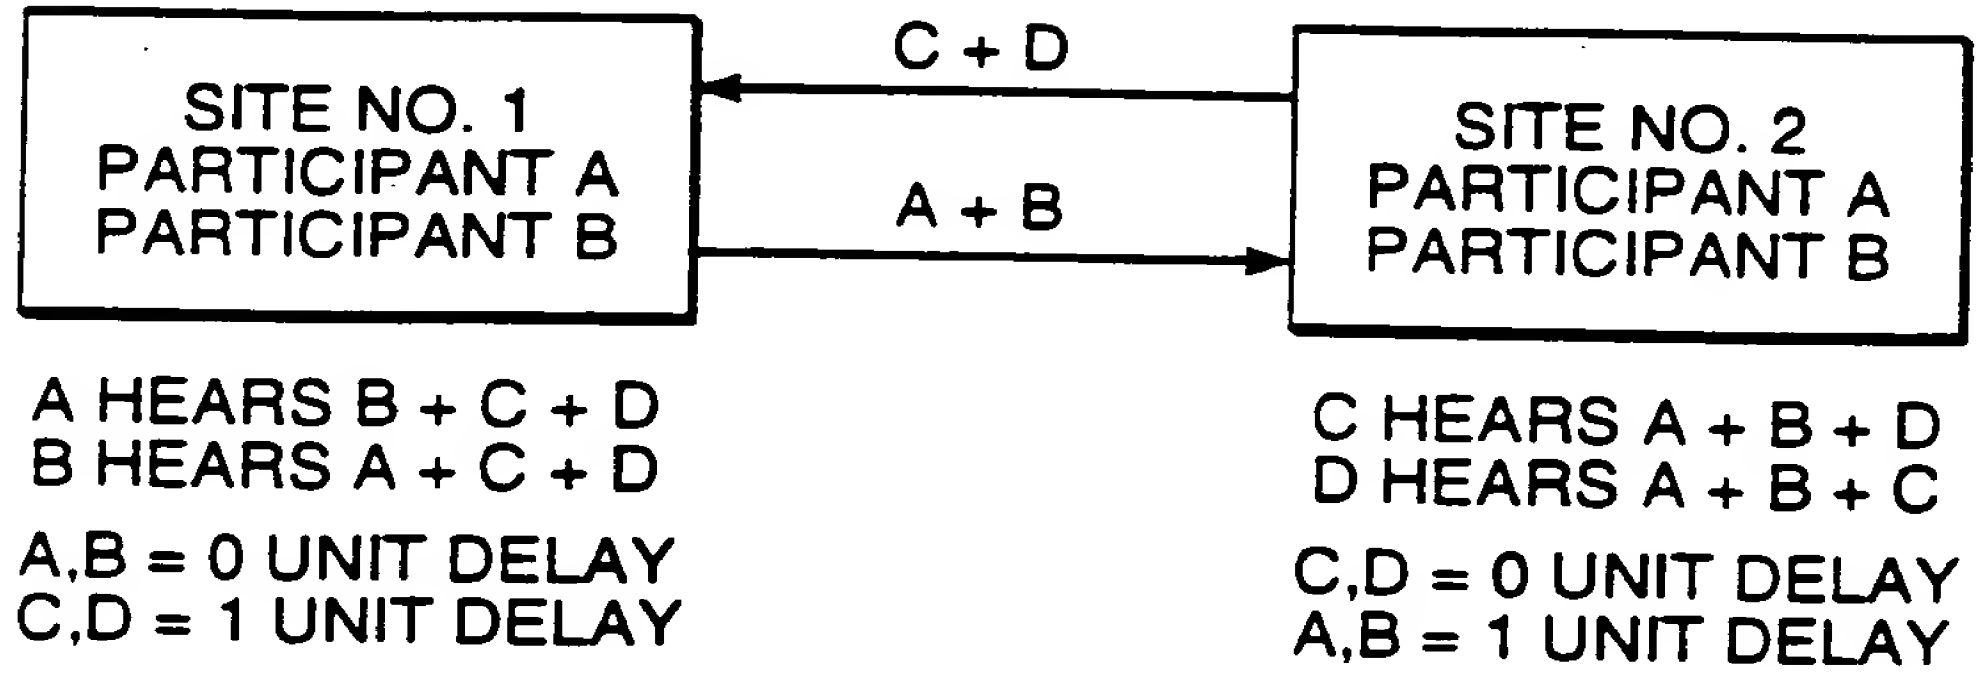 SITE NO. 1
PARTICIPANT A
PARTICIPANT B
C + D
A + B
SITE NO. 2
PARTICIPANT A
PARTICIPANT B
A HEARS B + C + D
B HEARS A + C + D
A,B = 0 UNIT DELAY
C,D = 1 UNIT DELAY
C HEARS A + B + D
D HEARS A + B + C
C,D = 0 UNIT DELAY
A,B = 1 UNIT DELAY